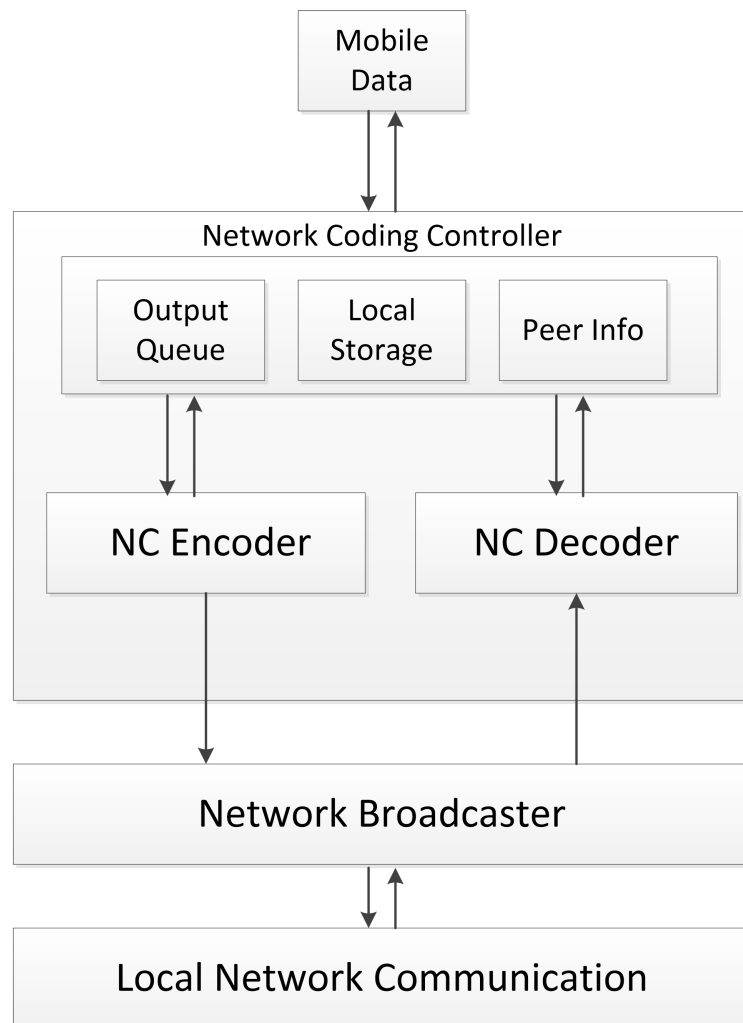 Mobile
Data
Network Coding Controller
Output
Queue
Local
Storage
Peer Info
NC Encoder
NC Decoder
Network Broadcaster
Local Network Communication